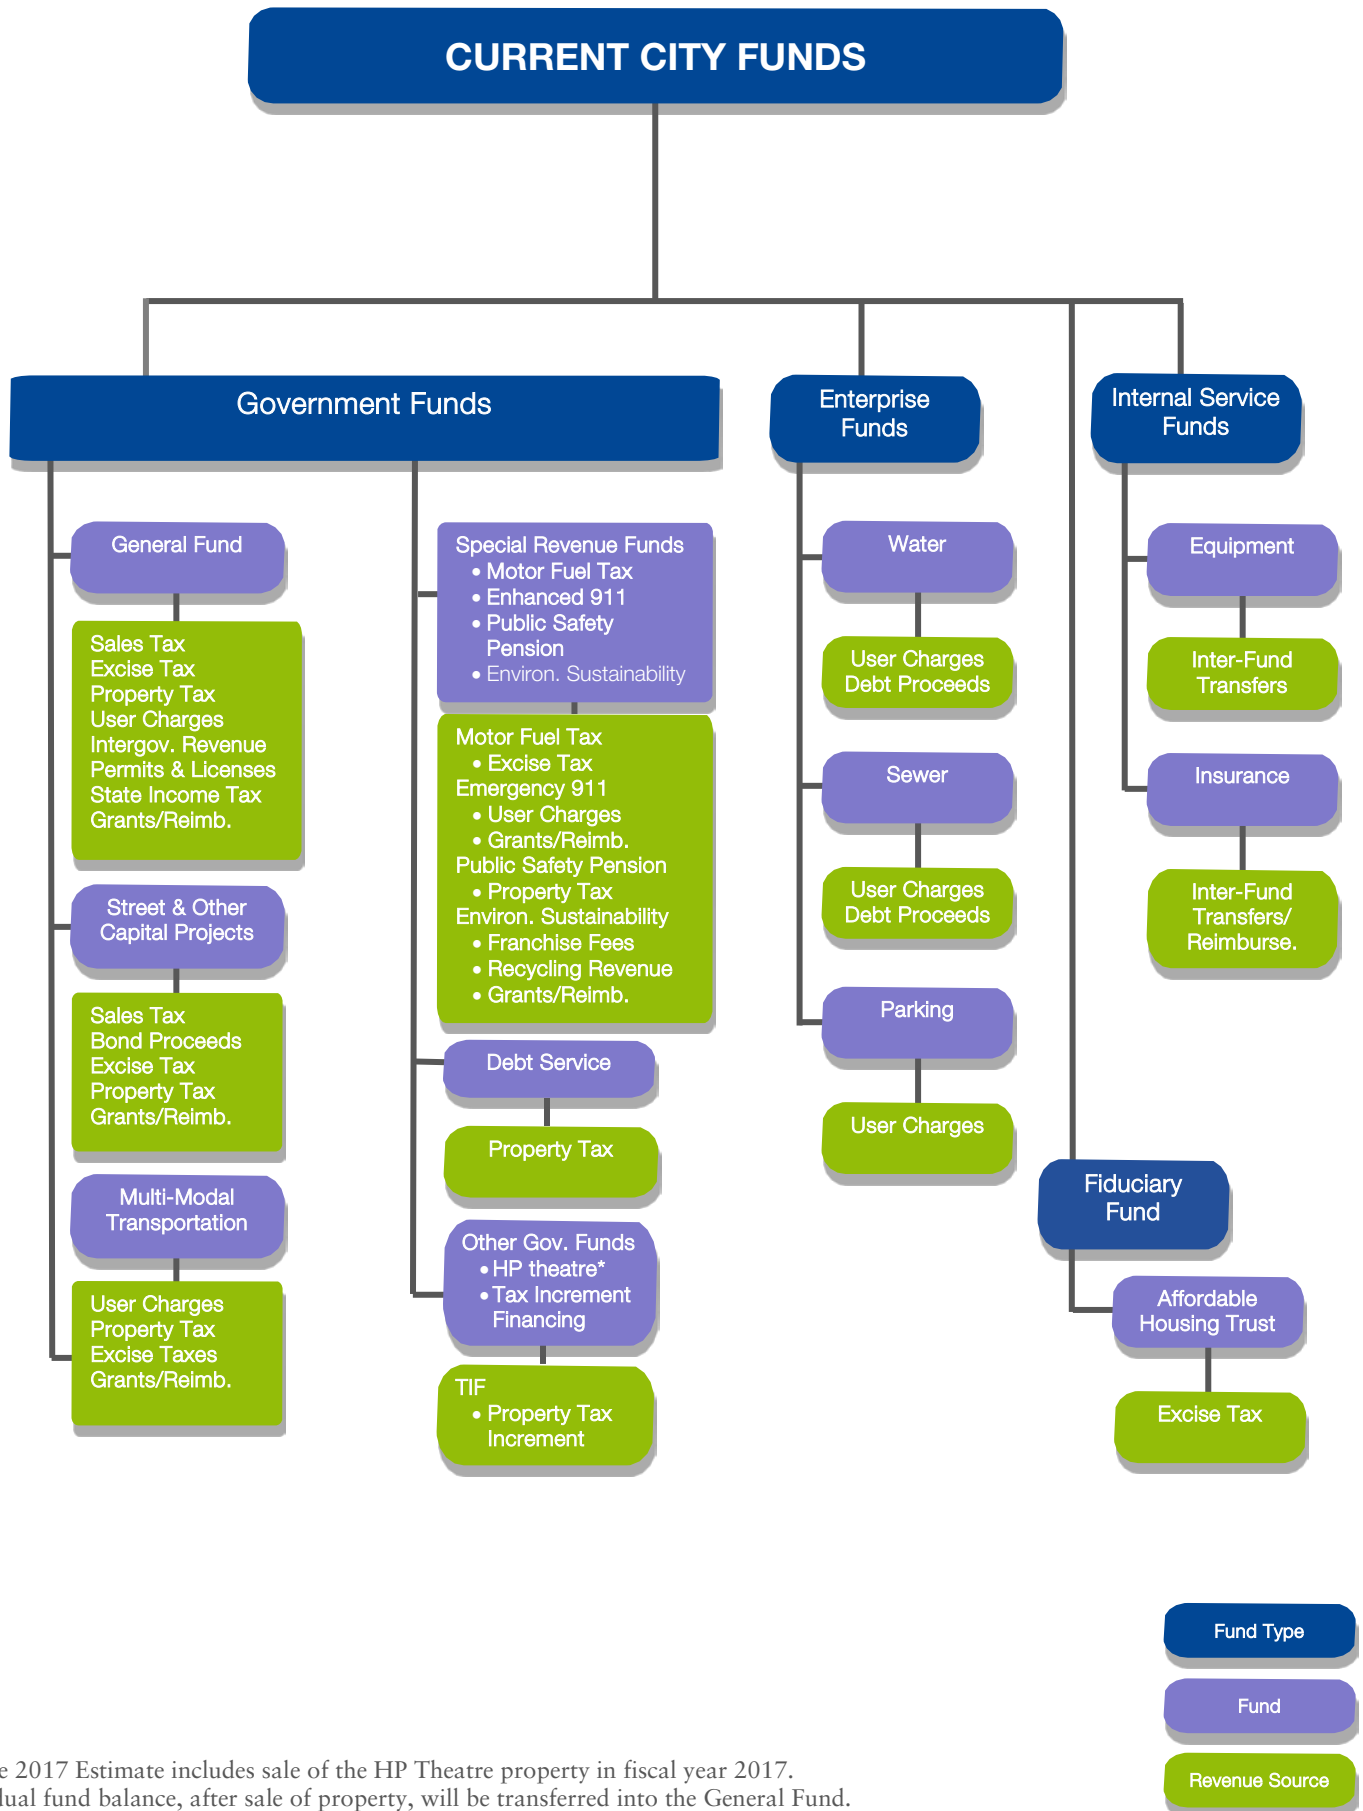 CURRENT CITY FUNDS
Government Funds
General Fund
Sales Tax
Excise Tax
Property Tax
User Charges
Intergov. Revenue
Permits & Licenses
State Income Tax
Grants/Reimb.
Street & Other
Capital Projects
Sales Tax
Bond Proceeds
Excise Tax
Property Tax
Grants/Reimb.
Multi-Modal
Transportation
User Charges
Property Tax
Excise Taxes
Grants/Reimb.
Special Revenue Funds
• Motor Fuel Tax
• Enhanced 911
• Public Safety
Pension
• Environ. Sustainability
Motor Fuel Tax
• Excise Tax
Emergency 911
• User Charges
• Grants/Reimb.
Public Safety Pension
• Property Tax
Environ. Sustainability
• Franchise Fees
• Recycling Revenue
• Grants/Reimb.
Debt Service
Property Tax
Other Gov. Funds
• HP theatre*
• Tax Increment
Financing
TIF
• Property Tax
Increment
Enterprise
Funds
Water
User Charges
Debt Proceeds
Sewer
User Charges
Debt Proceeds
Parking
User Charges
Internal Service
Funds
Equipment
Inter-Fund
Transfers
Insurance
Inter-Fund
Transfers/
Reimburse.
Fiduciary
Fund
Affordable
Housing Trust
Excise Tax
Fund Type
Fund
Revenue Source
2017 Estimate includes sale of the HP Theatre property in fiscal year 2017.
fund balance, after sale of property, will be transferred into the General Fund.